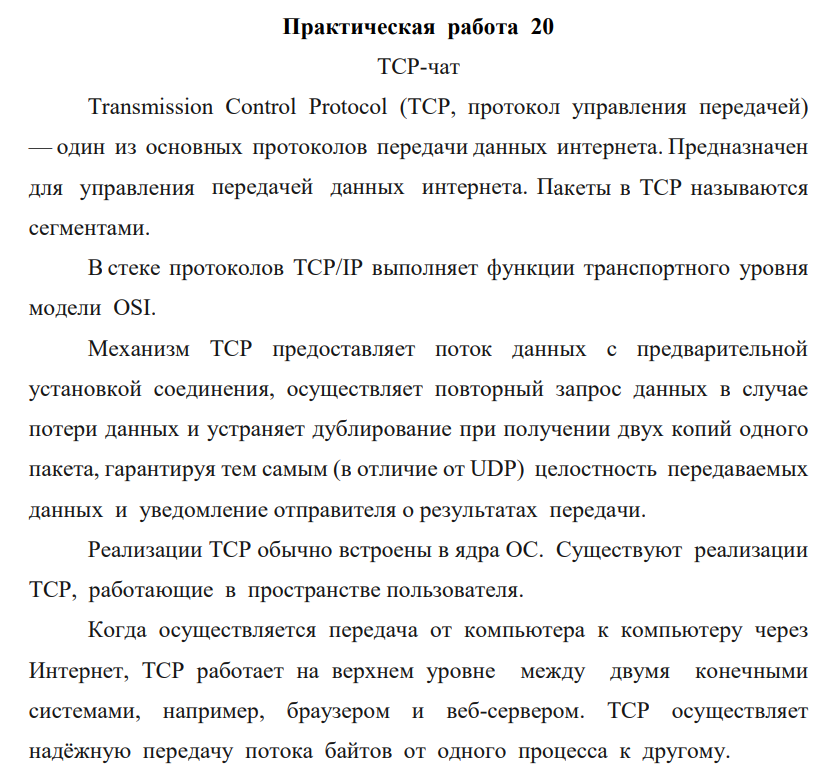 Практическая работа 20
TCP-чат
Transmission Control Protocol (TCP, протокол управления передачей)
— один из основных протоколов передачи данных интернета. Предназначен
для управления передачей данных интернета. Пакеты в TCP называются
сегментами.
В стеке протоколов TCP/IP выполняет функции транспортного уровня
модели OSI.
Механизм TCP предоставляет поток данных с предварительной
установкой соединения, осуществляет повторный запрос данных в случае
потери данных и устраняет дублирование при получении двух копий одного
пакета, гарантируя тем самым (в отличие от UDP) целостность передаваемых
данных и уведомление отправителя о результатах передачи.
Реализации TCP обычно встроены в ядра ОС. Существуют реализации
TCP, работающие в пространстве пользователя.
Когда осуществляется передача от компьютера к компьютеру через
Интернет, TCP работает на верхнем уровне между двумя конечными
системами, например, браузером и веб-сервером. TCP осуществляет
надёжную передачу потока байтов от одного процесса к другому.